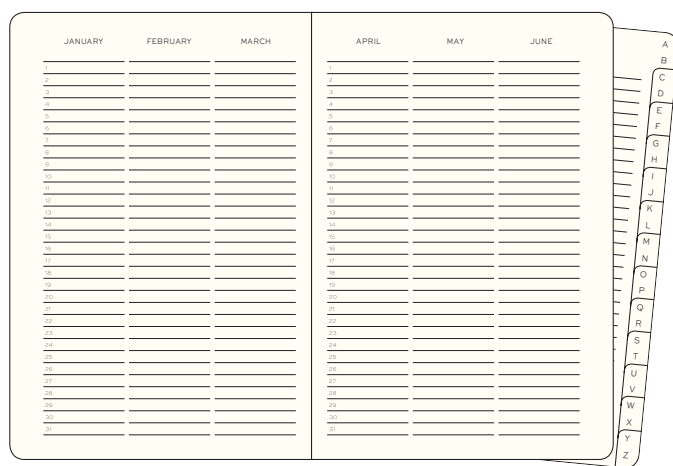 JANUARY FEBRUARY MARCH APRIL MAY JUNE
1 1
2 2
3 3
4 4
5 5
6 6
7 7
8 8
9 9
10 10
11 11
12 12
13 13
14 14
15 15
16 16
17 17
18 18
19 19
20 20
21 21
22 22
23 23
24 24
25 25
26 26
27 27
28 28
29 29
30 30
31 31
A
B
C
D
E
F
G
H
I
J
K
L
M
N
O
P
Q
R
S
T
U
V
W
X
Y
Z